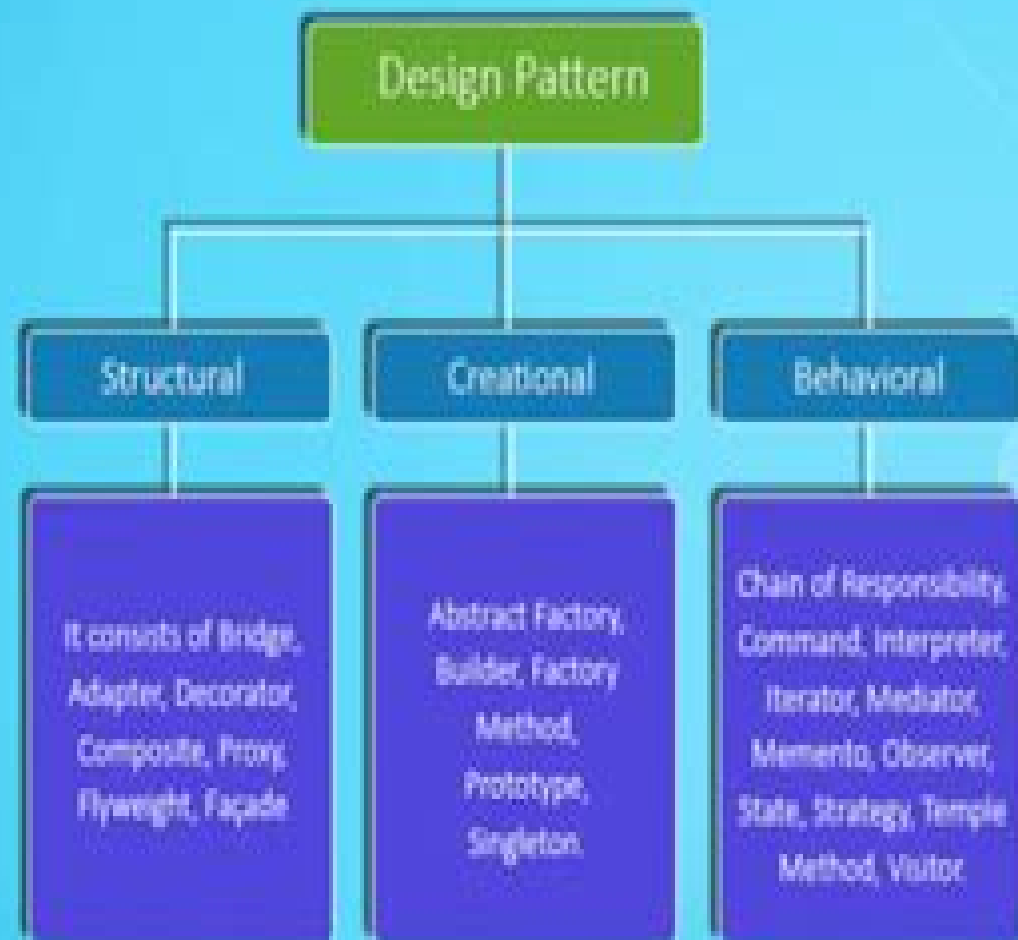 Design Pattern
Structural
Creational
Behavioral
It consists of Bridge,
Adapter, Decorator,
Composite, Proxy,
Flyweight, Façade
Abstract Factory,
Builder, Factory
Method,
Prototype,
Singleton.
Chain of Responsibility,
Command, Interpreter,
Iterator, Mediator,
Memento, Observer,
State, Strategy, Temple
Method, Visitor